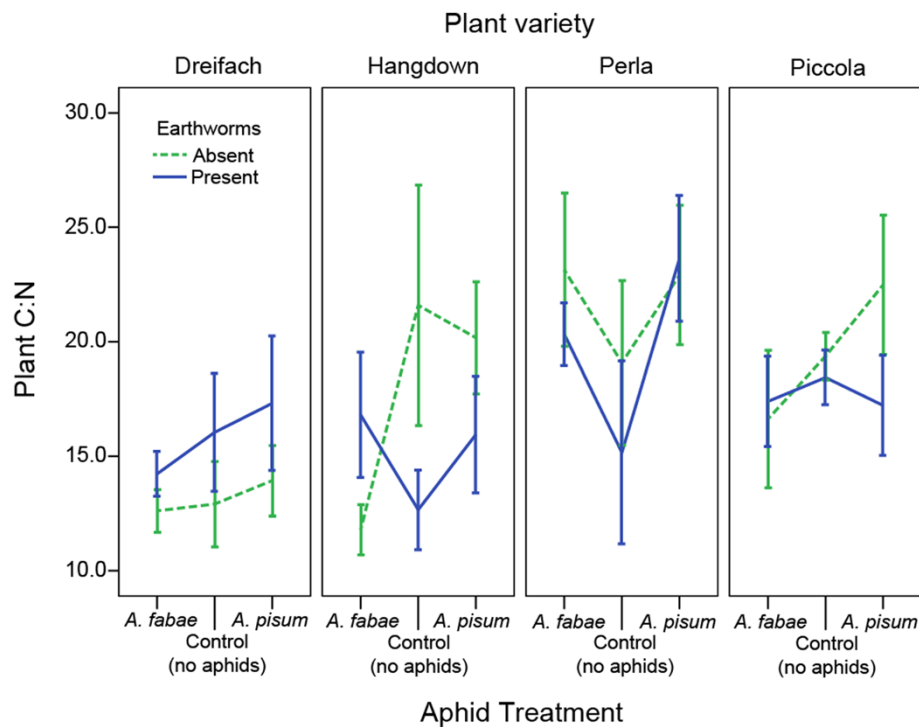 Plant variety
Dreifach Hangdown Perla Piccola
30.0
25.0
20.0
15.0
10.0
Plant C:N
Earthworms
Absent
Present
A. fabae A. pisum A. fabae A. pisum A. fabae A. pisum A. fabae A. pisum
Control Control Control Control
(no aphids) (no aphids) (no aphids) (no aphids)
Aphid Treatment